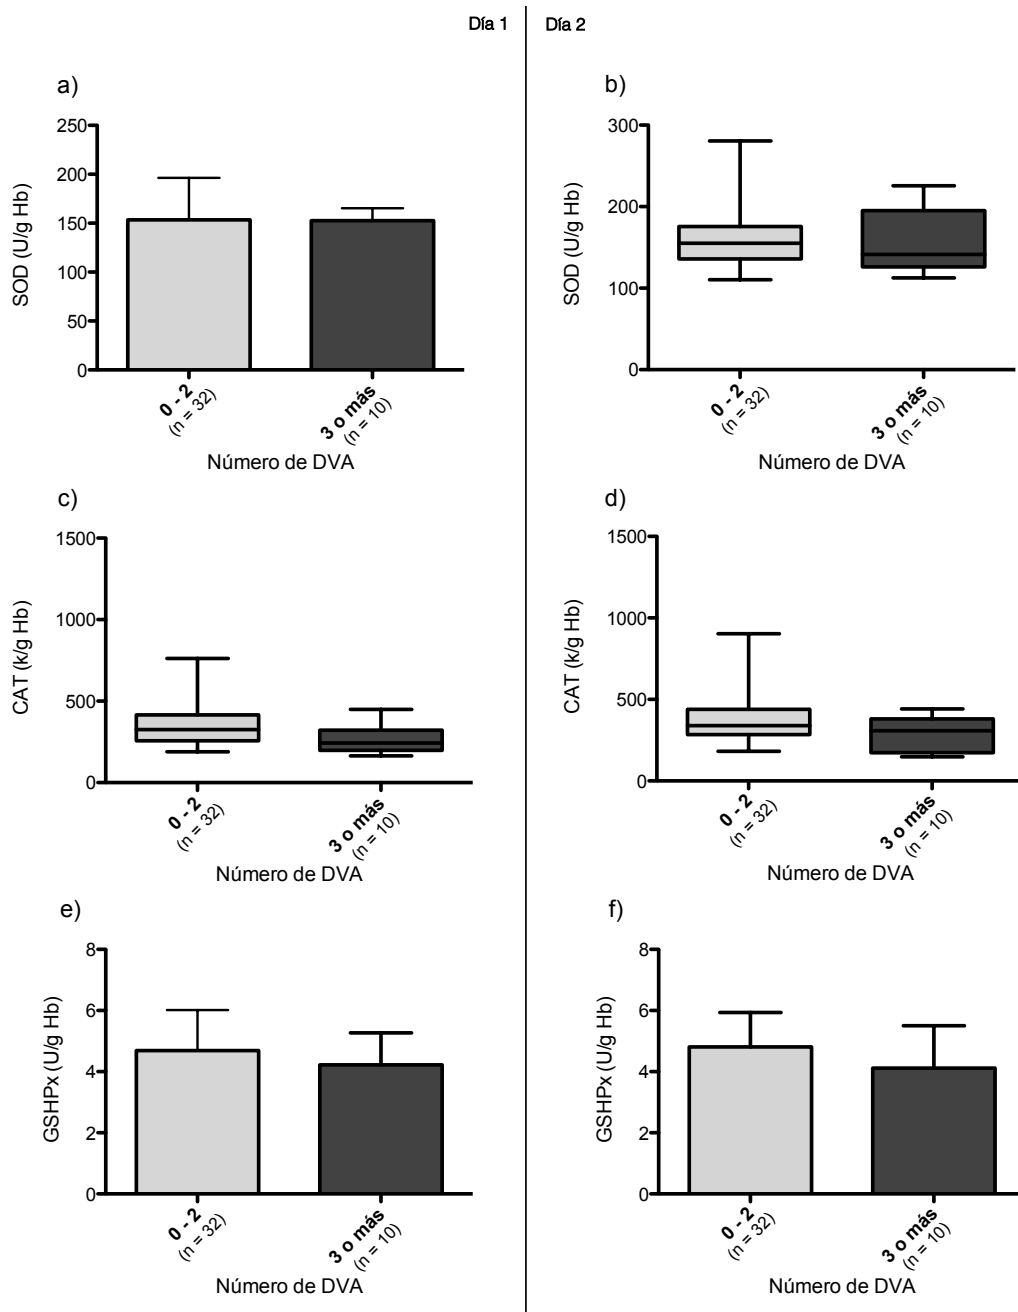 Día 1
Día 2
a)
SOD (U/g Hb)
250
200
150
100
50
0
0 - 2
(n = 32)
3 o más
(n = 10)
Número de DVA
b)
SOD (U/g Hb)
300
200
100
0
0 - 2
(n = 32)
3 o más
(n = 10)
Número de DVA
c)
CAT (k/g Hb)
1500
1000
500
0
0 - 2
(n = 32)
3 o más
(n = 10)
Número de DVA
d)
CAT (k/g Hb)
1500
1000
500
0
0 - 2
(n = 32)
3 o más
(n = 10)
Número de DVA
e)
GSHPx (U/g Hb)
8
6
4
2
0
0 - 2
(n = 32)
3 o más
(n = 10)
Número de DVA
f)
GSHPx (U/g Hb)
8
6
4
2
0
0 - 2
(n = 32)
3 o más
(n = 10)
Número de DVA